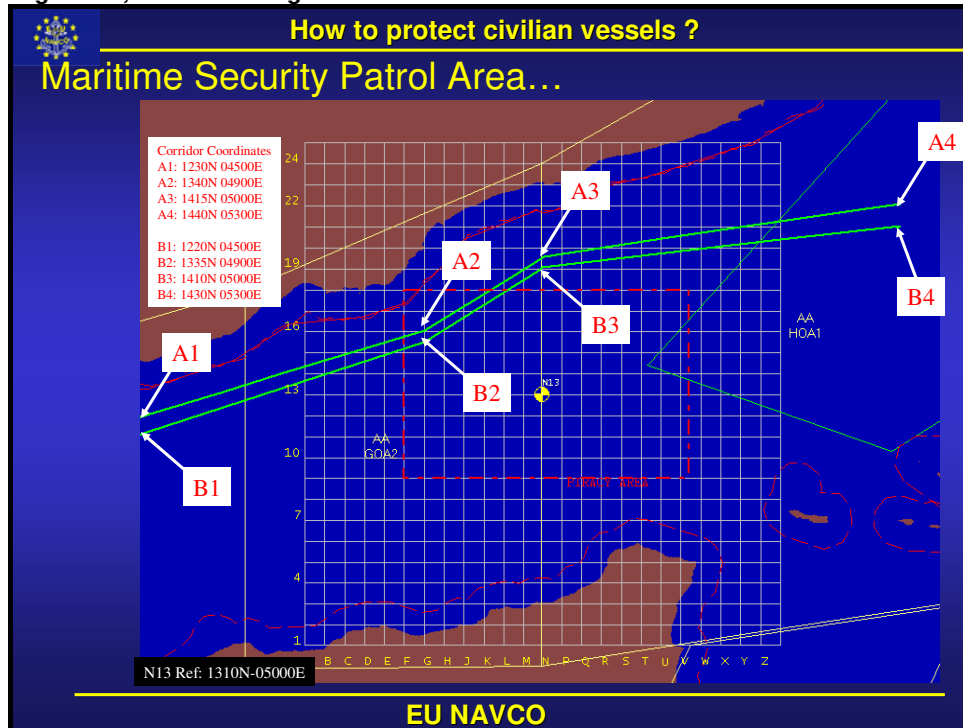 How to protect civilian vessels ?
NAVCO
Maritime Security Patrol Area…
Corridor Coordinates
A1: 1230N 04500E
A2: 1340N 04900E
A3: 1415N 05000E
A4: 1440N 05300E
B1: 1220N 04500E
B2: 1335N 04900E
B3: 1410N 05000E
B4: 1430N 05300E
24
22
19
16
13
10
7
4
1
A4
A3
A2
B4
B3
AA
HOA1
A1
N13
B2
AA
GOA2
B1
PIRACY AREA
B C D E F G H J K L M N P Q R S T U V W X Y Z
N13 Ref: 1310N-05000E
EU NAVCO